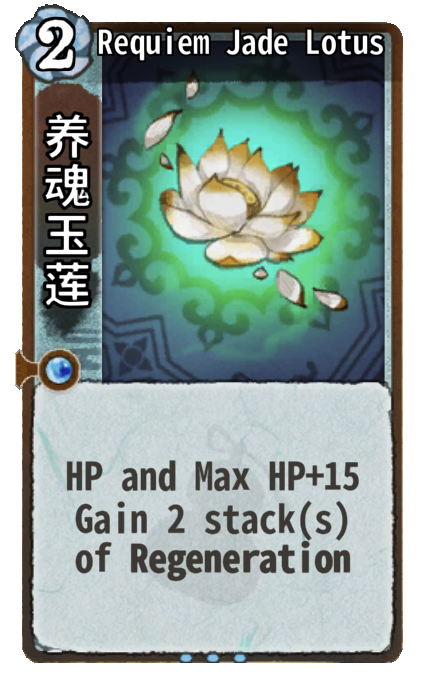 2
Requiem Jade Lotus
养魂玉莲
HP and Max HP+15
Gain 2 stack(s)
of Regeneration